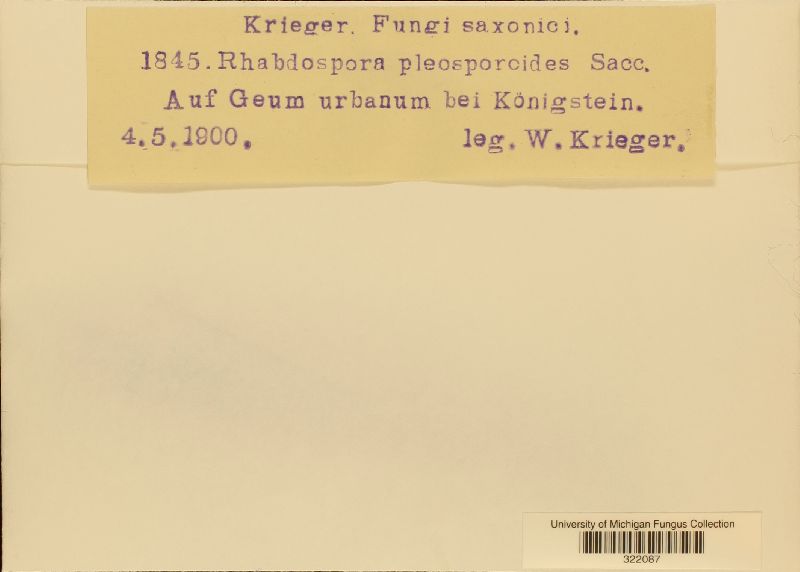 Krieger. Fungi saxonici.
1845. Rhabdospora pleosporoides Sacc.
Auf Geum urbanum bei Königstein.
4.5.1900. leg. W. Krieger.
University of Michigan Fungus Collection
322087